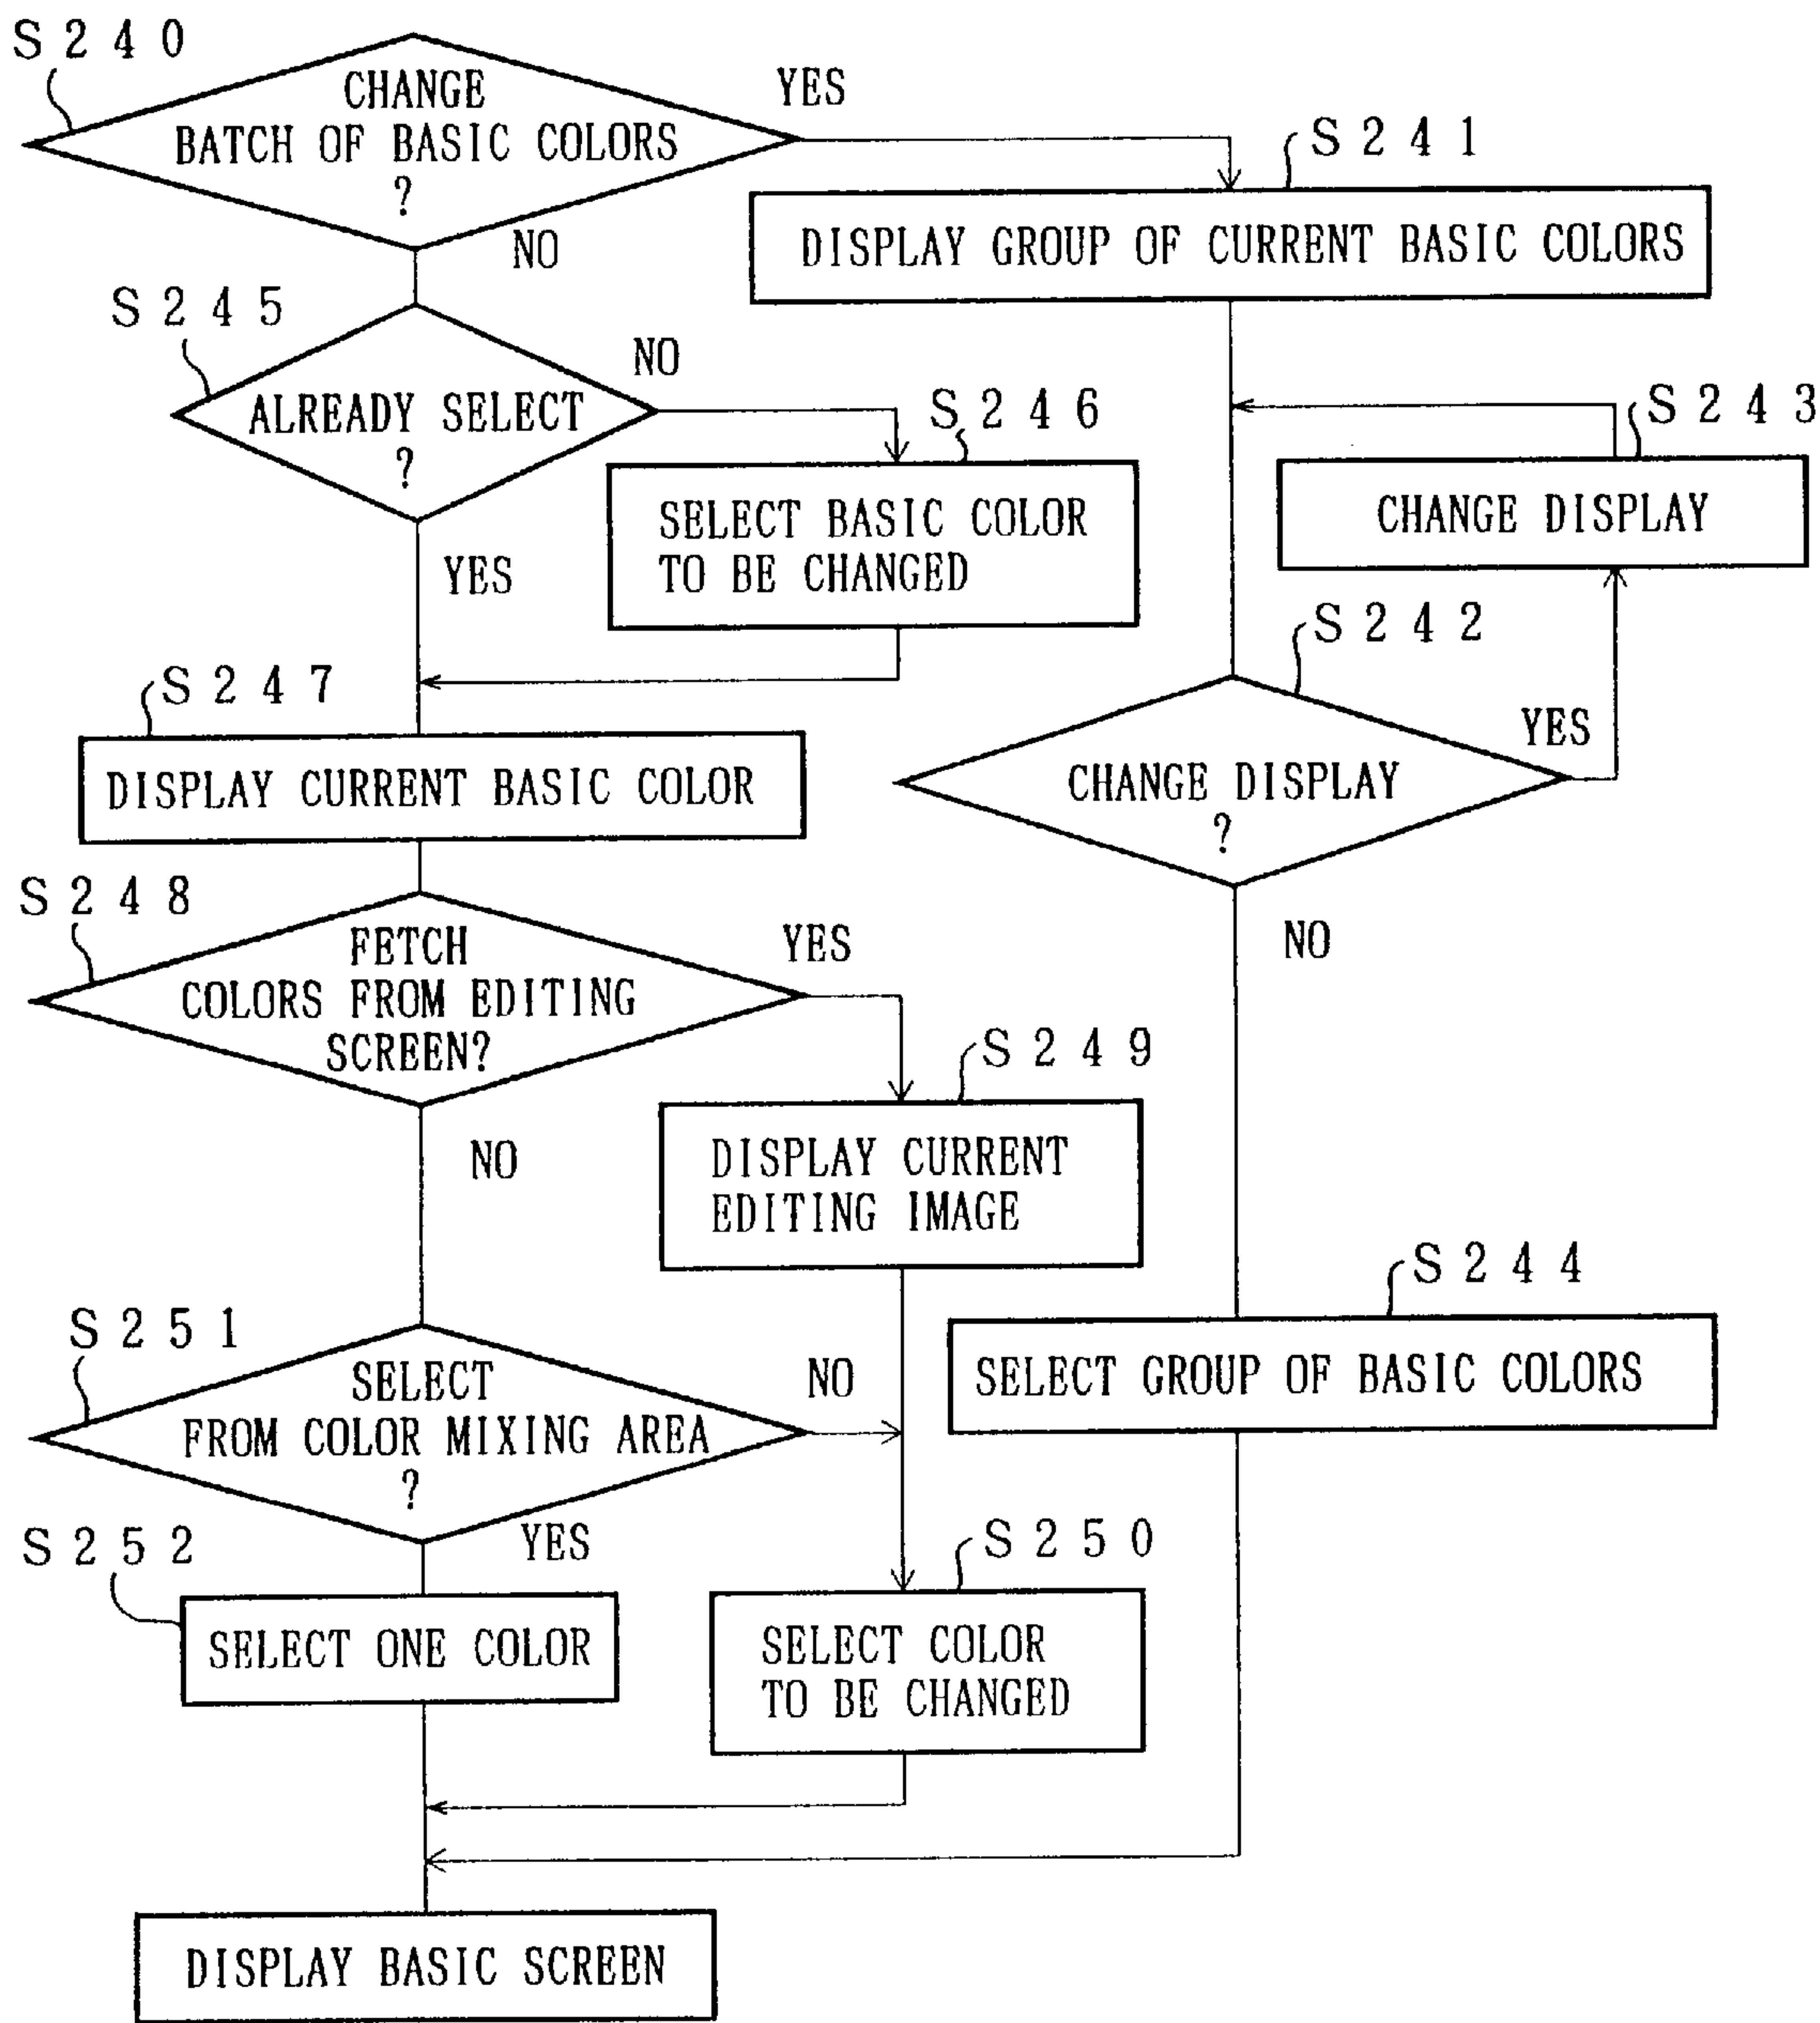 S240
CHANGE
BATCH OF BASIC COLORS
?
YES
NO
S241
DISPLAY GROUP OF CURRENT BASIC COLORS
S245
ALREADY SELECT
?
NO
YES
S246
SELECT BASIC COLOR
TO BE CHANGED
S243
CHANGE DISPLAY
S242
CHANGE DISPLAY
?
YES
NO
S247
DISPLAY CURRENT BASIC COLOR
S248
FETCH
COLORS FROM EDITING
SCREEN?
YES
NO
S249
DISPLAY CURRENT
EDITING IMAGE
S244
SELECT GROUP OF BASIC COLORS
S251
SELECT
FROM COLOR MIXING AREA
?
NO
YES
S252
SELECT ONE COLOR
S250
SELECT COLOR
TO BE CHANGED
DISPLAY BASIC SCREEN